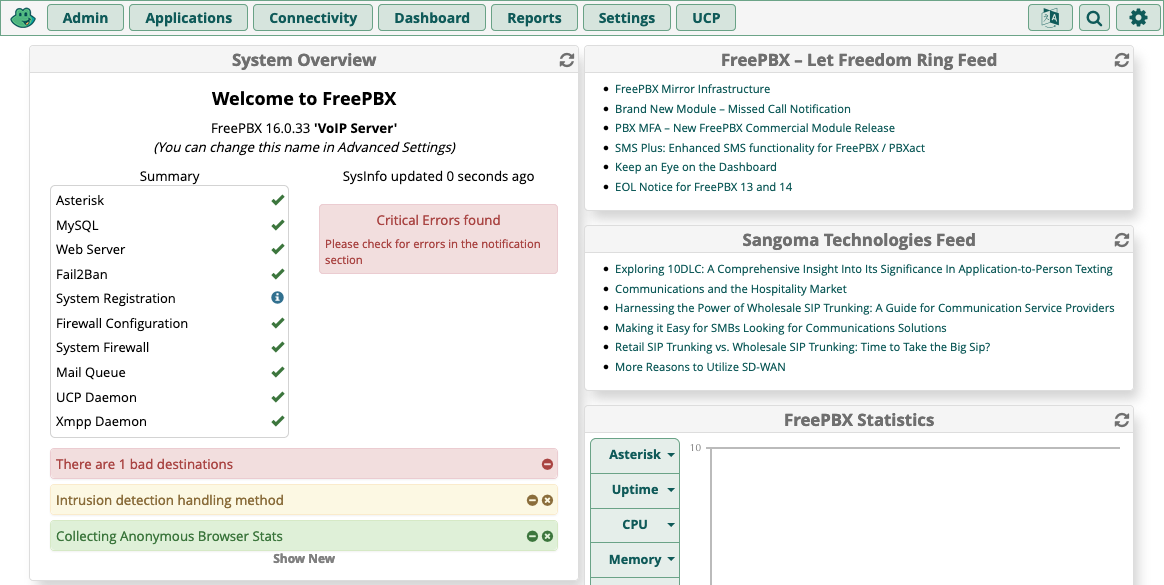 Admin Applications Connectivity Dashboard Reports Settings UCP
System Overview
Welcome to FreePBX
FreePBX 16.0.33 'VoIP Server'
(You can change this name in Advanced Settings)
Summary
Asterisk
MySQL
Web Server
Fail2Ban
System Registration
Firewall Configuration
System Firewall
Mail Queue
UCP Daemon
Xmpp Daemon
SysInfo updated 0 seconds ago
Critical Errors found
Please check for errors in the notification
section
There are 1 bad destinations
Intrusion detection handling method
Collecting Anonymous Browser Stats
Show New
FreePBX – Let Freedom Ring Feed
FreePBX Mirror Infrastructure
Brand New Module – Missed Call Notification
PBX MFA – New FreePBX Commercial Module Release
SMS Plus: Enhanced SMS functionality for FreePBX / PBXact
Keep an Eye on the Dashboard
EOL Notice for FreePBX 13 and 14
Sangoma Technologies Feed
Exploring 10DLC: A Comprehensive Insight Into Its Significance In Application-to-Person Texting
Communications and the Hospitality Market
Harnessing the Power of Wholesale SIP Trunking: A Guide for Communication Service Providers
Making it Easy for SMBs Looking for Communications Solutions
Retail SIP Trunking vs. Wholesale SIP Trunking: Time to Take the Big Sip?
More Reasons to Utilize SD-WAN
FreePBX Statistics
Asterisk
Uptime
CPU
Memory
10